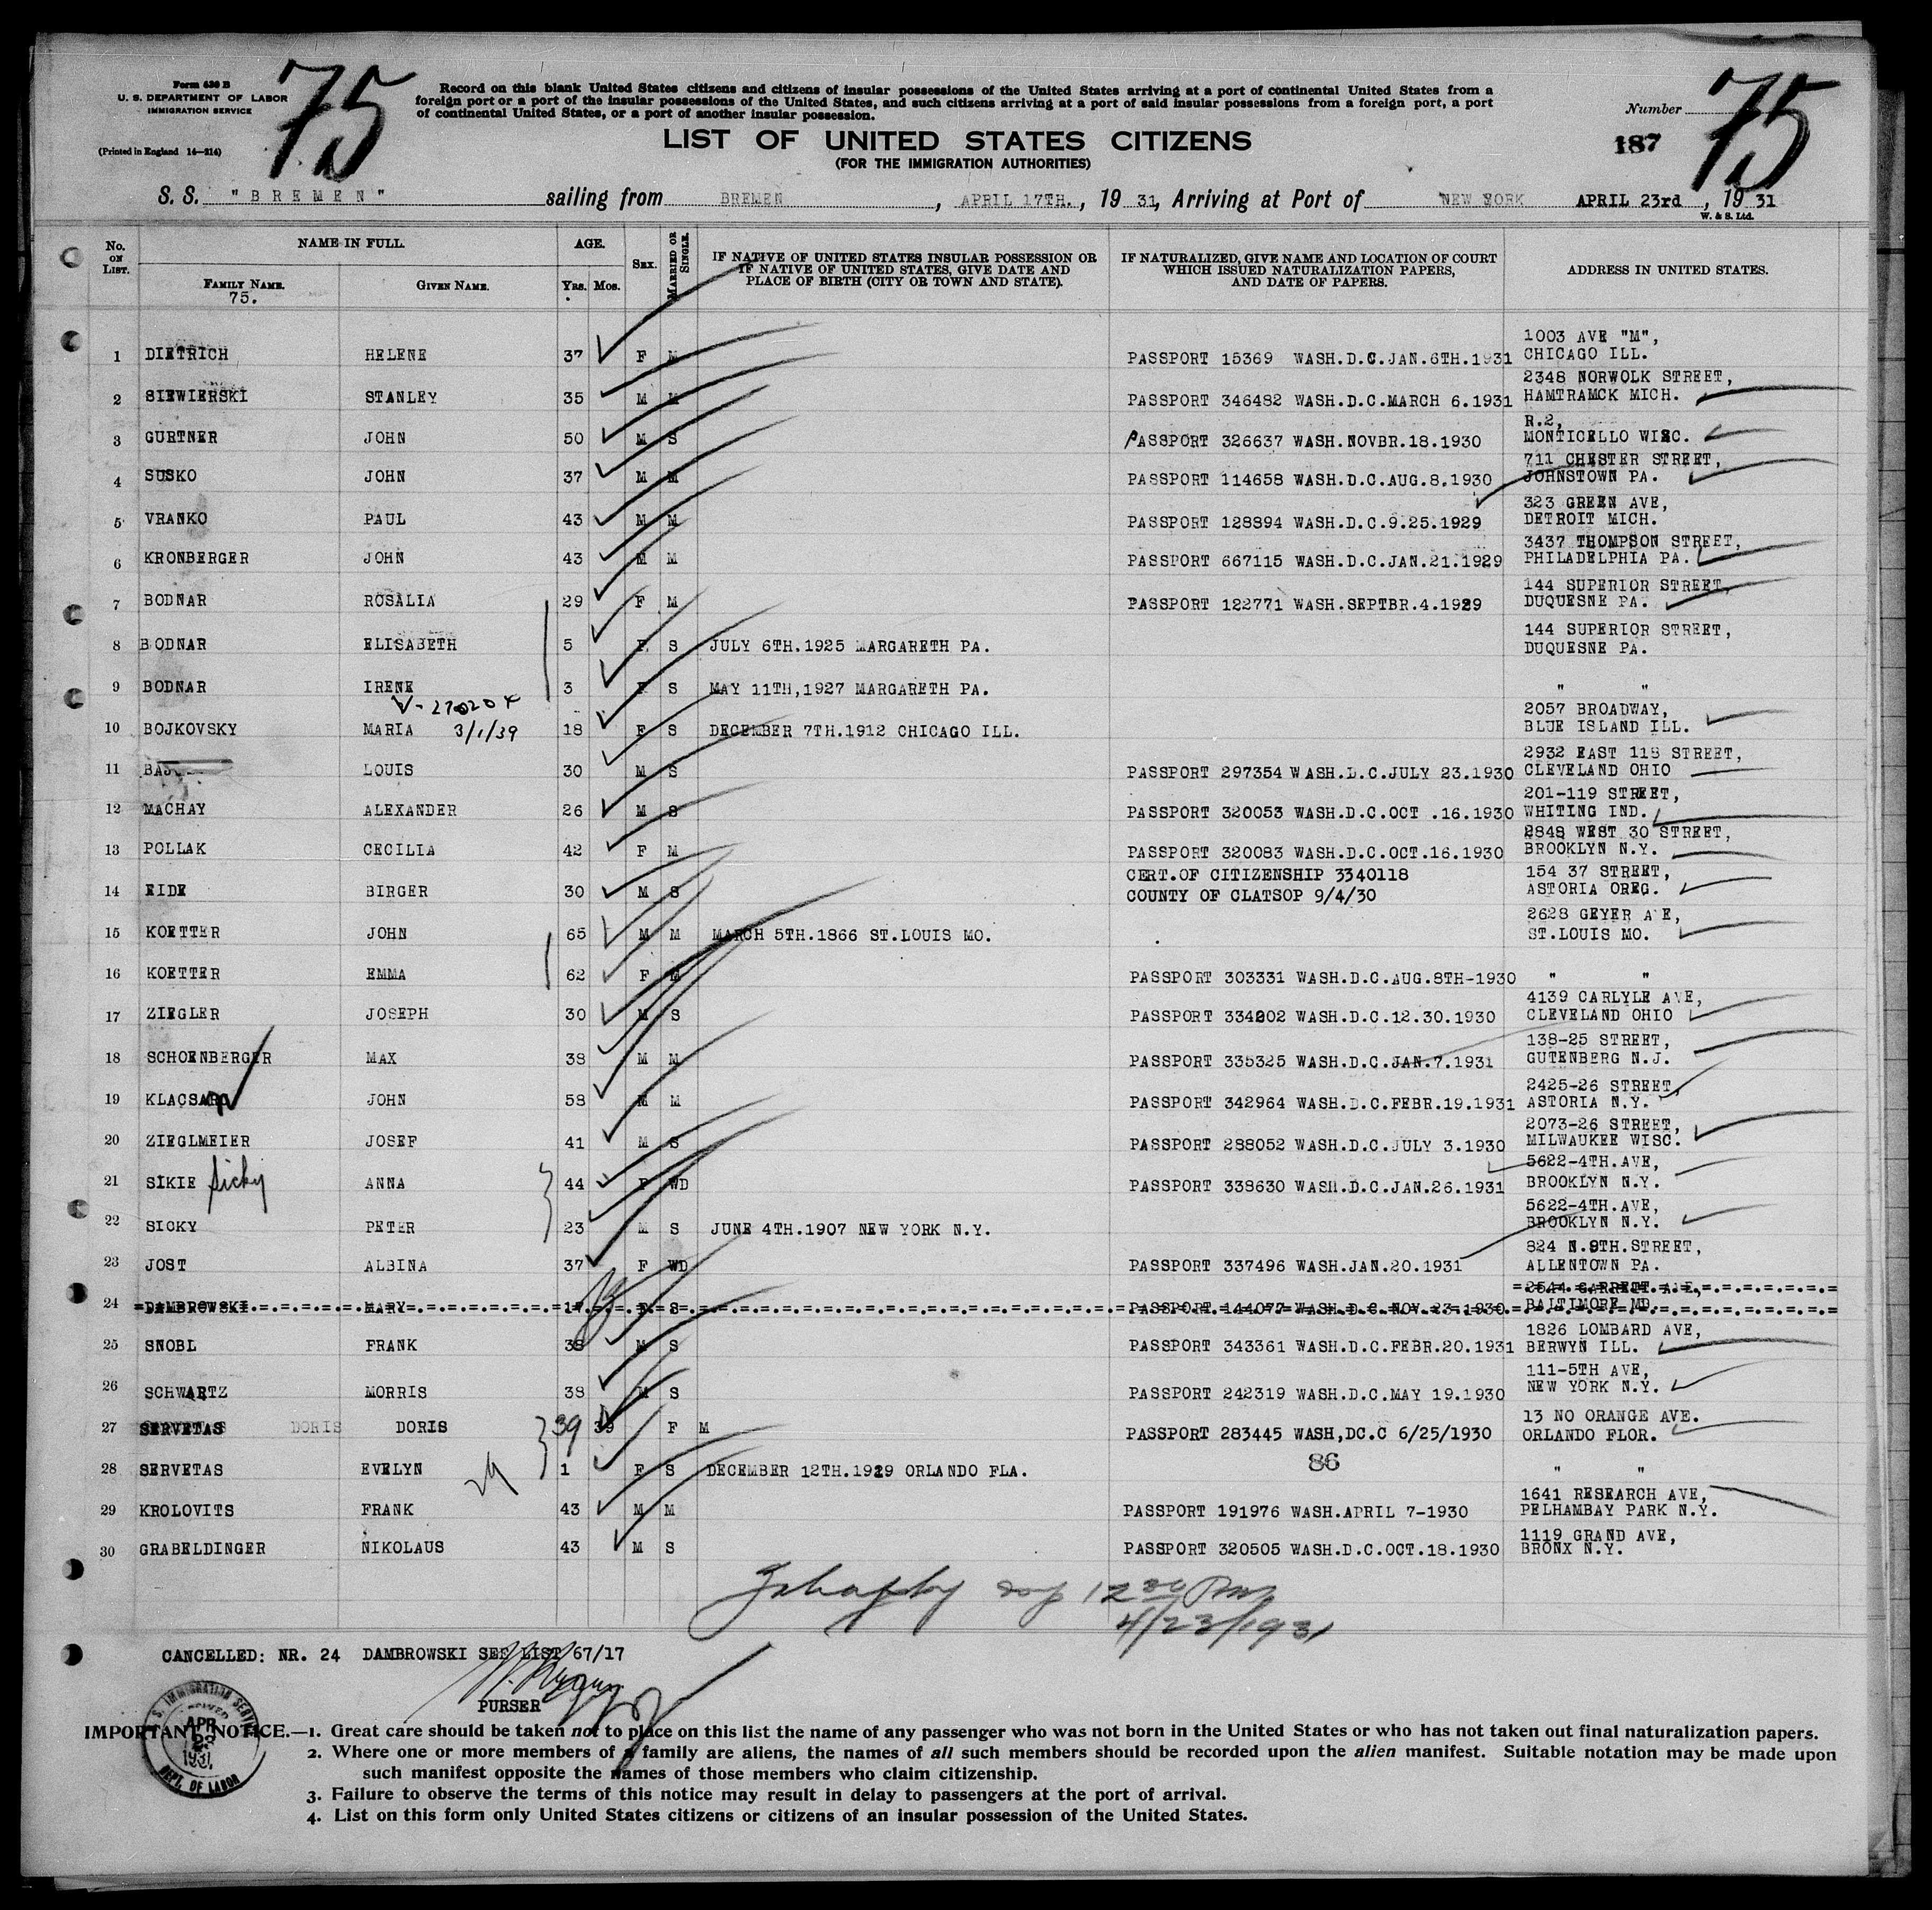 Form 630 B
U. S. DEPARTMENT OF LABOR
IMMIGRATION SERVICE
(Printed in England 14—214)
75
Record on this blank United States citizens and citizens of insular possessions of the United States arriving at a port of continental United States from a
foreign port or a port of the insular possessions of the United States, and such citizens arriving at a port of said insular possessions from a foreign port, a port
of continental United States, or a port of another insular possession.
LIST OF UNITED STATES CITIZENS
(FOR THE IMMIGRATION AUTHORITIES)
Number 75
187
S. S. "BREMEN" sailing from BREMEN, APRIL 17TH., 1931, Arriving at Port of NEW YORK APRIL 23rd, 1931
W. & S. Ltd.
No. ON LIST. NAME IN FULL. AGE. SEX. MARRIED OR SINGLE. IF NATIVE OF UNITED STATES INSULAR POSSESSION OR IF NATIVE OF UNITED STATES, GIVE DATE AND PLACE OF BIRTH (CITY OR TOWN AND STATE). IF NATURALIZED, GIVE NAME AND LOCATION OF COURT WHICH ISSUED NATURALIZATION PAPERS, AND DATE OF PAPERS. ADDRESS IN UNITED STATES.
FAMILY NAME. GIVEN NAME. YRS. MOS.
75.
1 DIETRICH HELENE 37 F M PASSPORT 15369 WASH.D.C.JAN.6TH.1931 1003 AVE "M", CHICAGO ILL.
2 SIEWIERSKI STANLEY 35 M M PASSPORT 346482 WASH.D.C.MARCH 6.1931 2348 NORWOLK STREET, HAMTRAMCK MICH.
3 GURTNER JOHN 50 M S PASSPORT 326637 WASH.NOVBR.18.1930 R.2, MONTICELLO WISC.
4 SUSKO JOHN 37 M M PASSPORT 114658 WASH.D.C.AUG.8.1930 711 CHESTER STREET, JOHNSTOWN PA.
5 VRANKO PAUL 43 M M PASSPORT 128894 WASH.D.C.9.25.1929 323 GREEN AVE, DETROIT MICH.
6 KRONBERGER JOHN 43 M M PASSPORT 667115 WASH.D.C.JAN.21.1929 3437 THOMPSON STREET, PHILADELPHIA PA.
7 BODNAR ROSALIA 29 F M PASSPORT 122771 WASH.SEPTBR.4.1929 144 SUPERIOR STREET, DUQUESNE PA.
8 BODNAR ELISABETH 5 F S JULY 6TH.1925 MARGARETH PA. 144 SUPERIOR STREET, DUQUESNE PA.
9 BODNAR IRENE 3 F S MAY 11TH,1927 MARGARETH PA. " "
V-270204
10 BOJKOVSKY MARIA 3/1/39 18 F S DECEMBER 7TH.1912 CHICAGO ILL. 2057 BROADWAY, BLUE ISLAND ILL.
11 LOUIS 30 M S PASSPORT 297354 WASH.D.C.JULY 23.1930 2932 EAST 118 STREET, CLEVELAND OHIO
12 MACHAY ALEXANDER 26 M S PASSPORT 320053 WASH.D.C.OCT .16.1930 201-119 STREET, WHITING IND.
13 POLLAK CECILIA 42 F M PASSPORT 320083 WASH.D.C.OCT.16.1930 2848 WEST 30 STREET, BROOKLYN N.Y.
14 EIDE BIRGER 30 M S CERT.OF CITIZENSHIP 3340118 COUNTY OF CLATSOP 9/4/30 154 37 STREET, ASTORIA OREG.
15 KOETTER JOHN 65 M M MARCH 5TH.1866 ST.LOUIS MO. 2628 GEYER AVE, ST.LOUIS MO.
16 KOETTER EMMA 62 F M PASSPORT 303331 WASH.D.C.AUG.8TH-1930 " "
17 ZIEGLER JOSEPH 30 M S PASSPORT 334202 WASH.D.C.12.30.1930 4139 CARLYLE AVE, CLEVELAND OHIO
18 SCHOENBERGER MAX 38 M M PASSPORT 335325 WASH.D.C.JAN.7.1931 138-25 STREET, GUTENBERG N.J.
19 JOHN 58 M M PASSPORT 342964 WASH.D.C.FEBR.19.1931 2425-26 STREET, ASTORIA N.Y.
20 ZIEGLMEIER JOSEF 41 M S PASSPORT 288052 WASH.D.C.JULY 3.1930 2073-26 STREET, MILWAUKEE WISC.
21 SIKIE Sicky ANNA 44 F WD PASSPORT 338630 WASH.D.C.JAN.26.1931 5622-4TH.AVE, BROOKLYN N.Y.
22 SICKY PETER 23 M S JUNE 4TH.1907 NEW YORK N.Y. 5622-4TH.AVE, BROOKLYN N.Y.
23 JOST ALBINA 37 F WD PASSPORT 337496 WASH.JAN.20.1931 824 N.9TH.STREET, ALLENTOWN PA.
24 DAMBROWSKI MARY 17 F S PASSPORT 144077 WASH.D.C.NOV.23.1930 2544 GARRETT AVE, BALTIMORE MD.
25 SNOBL FRANK 38 M S PASSPORT 343361 WASH.D.C.FEBR.20.1931 1826 LOMBARD AVE, BERWYN ILL.
26 SCHWARTZ MORRIS 38 M S PASSPORT 242319 WASH.D.C.MAY 19.1930 111-5TH AVE, NEW YORK N.Y.
27 SERVETAS DORIS DORIS 39 39 F M PASSPORT 283445 WASH,DC.C 6/25/1930 13 NO ORANGE AVE. ORLANDO FLOR.
28 SERVETAS EVELYN 1 F S DECEMBER 12TH.1929 ORLANDO FLA. 86 " "
29 KROLOVITS FRANK 43 M M PASSPORT 191976 WASH.APRIL 7-1930 1641 RESEARCH AVE, PELHAMBAY PARK N.Y.
30 GRABELDINGER NIKOLAUS 43 M S PASSPORT 320505 WASH.D.C.OCT.18.1930 1119 GRAND AVE, BRONX N.Y.
12 30 Pm
4/23/1931
CANCELLED: NR. 24 DAMBROWSKI SEE LIST 67/17
PURSER
U. S. IMMIGRATION SERVICE
APR 23 1931
DEPT. OF LABOR
IMPORTANT NOTICE.—1. Great care should be taken not to place on this list the name of any passenger who was not born in the United States or who has not taken out final naturalization papers.
2. Where one or more members of a family are aliens, the names of all such members should be recorded upon the alien manifest. Suitable notation may be made upon
such manifest opposite the names of those members who claim citizenship.
3. Failure to observe the terms of this notice may result in delay to passengers at the port of arrival.
4. List on this form only United States citizens or citizens of an insular possession of the United States.